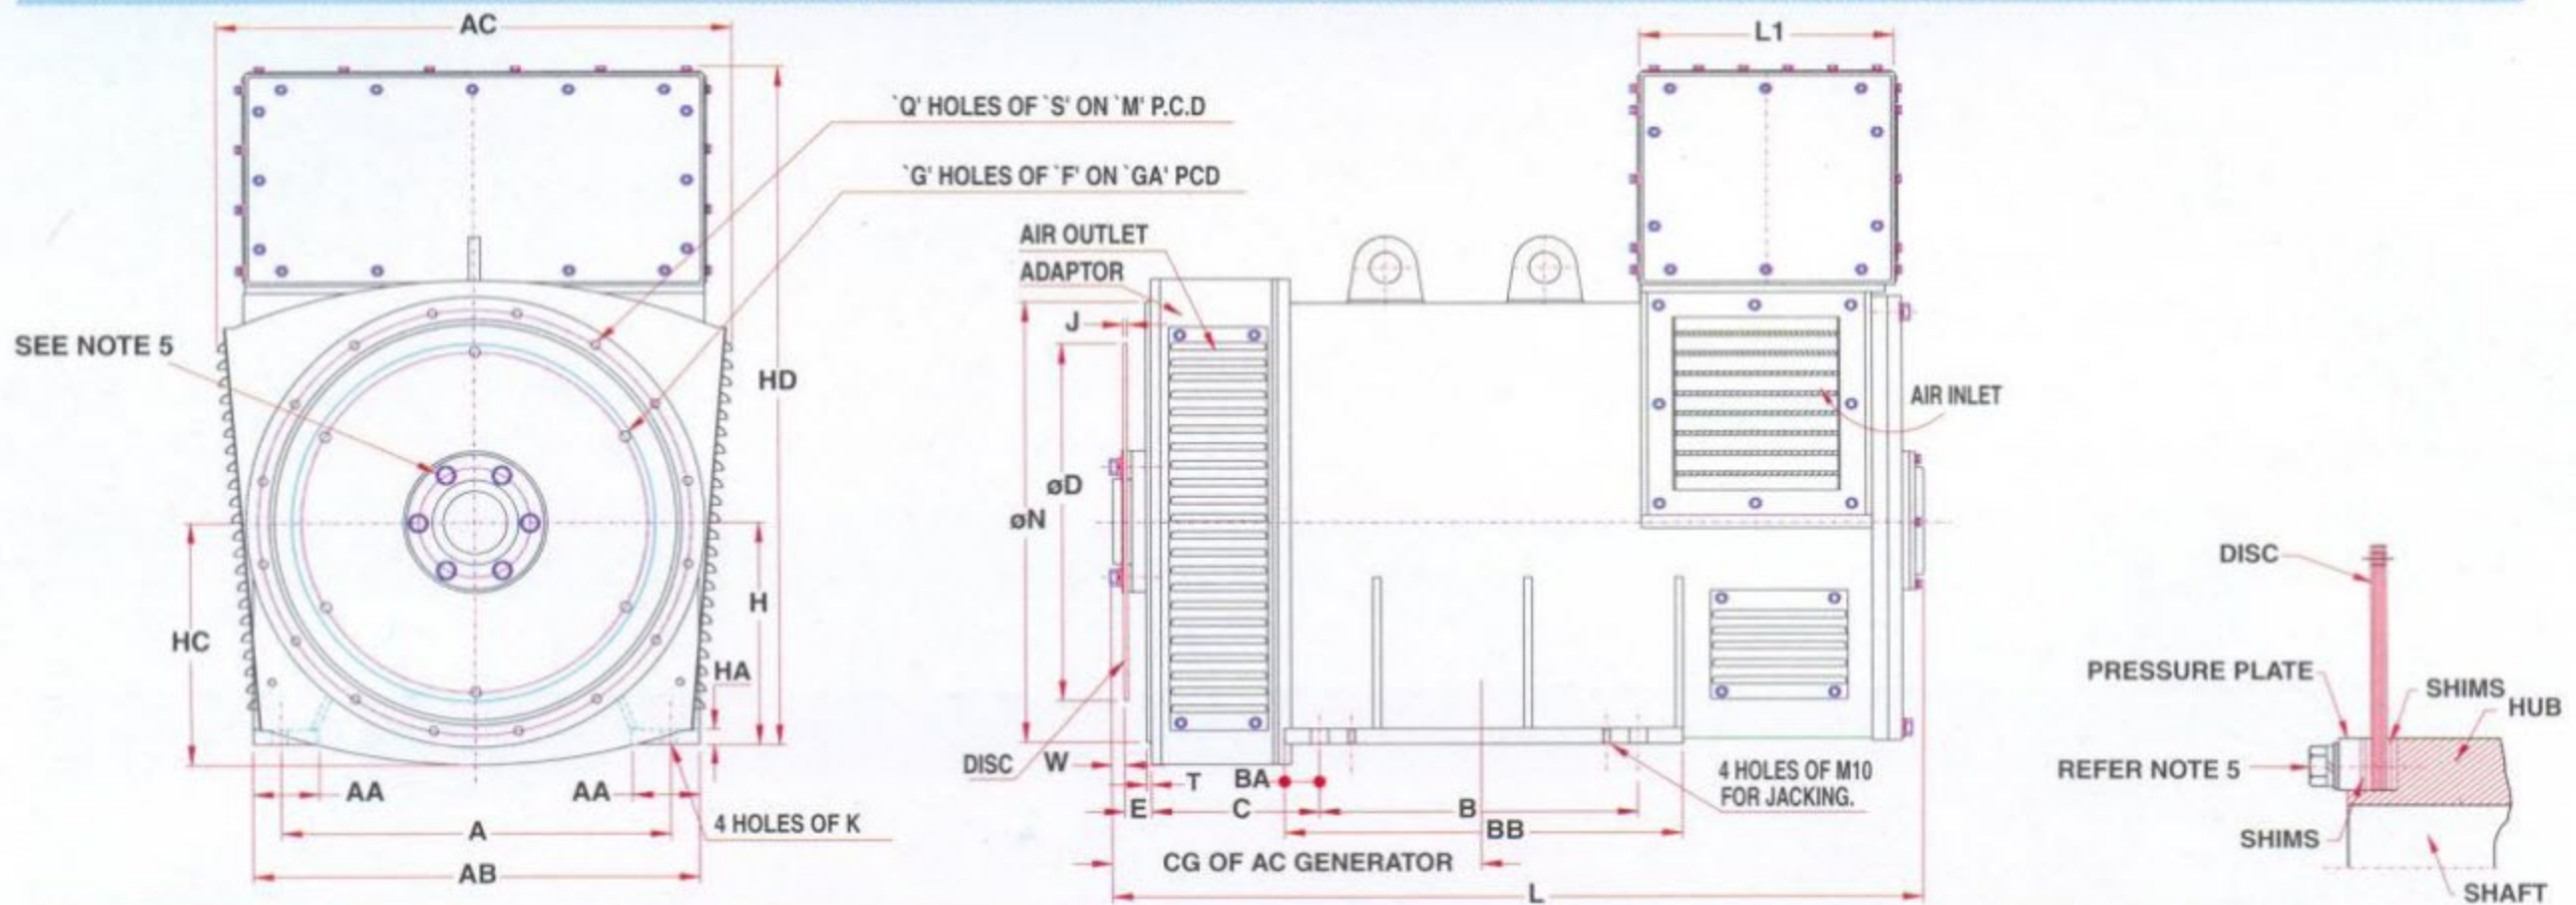 AC
L1
`Q' HOLES OF `S' ON `M' P.C.D
`G' HOLES OF `F' ON `GA' PCD
AIR OUTLET
ADAPTOR
J
SEE NOTE 5
HD
AIR INLET
øD
øN
DISC
H
HC
HA
PRESSURE PLATE
SHIMS
HUB
REFER NOTE 5
SHIMS
SHAFT
DISC
W
T
BA
4 HOLES OF M10
FOR JACKING.
AA
AA
E
C
B
A
4 HOLES OF K
BB
CG OF AC GENERATOR
AB
L